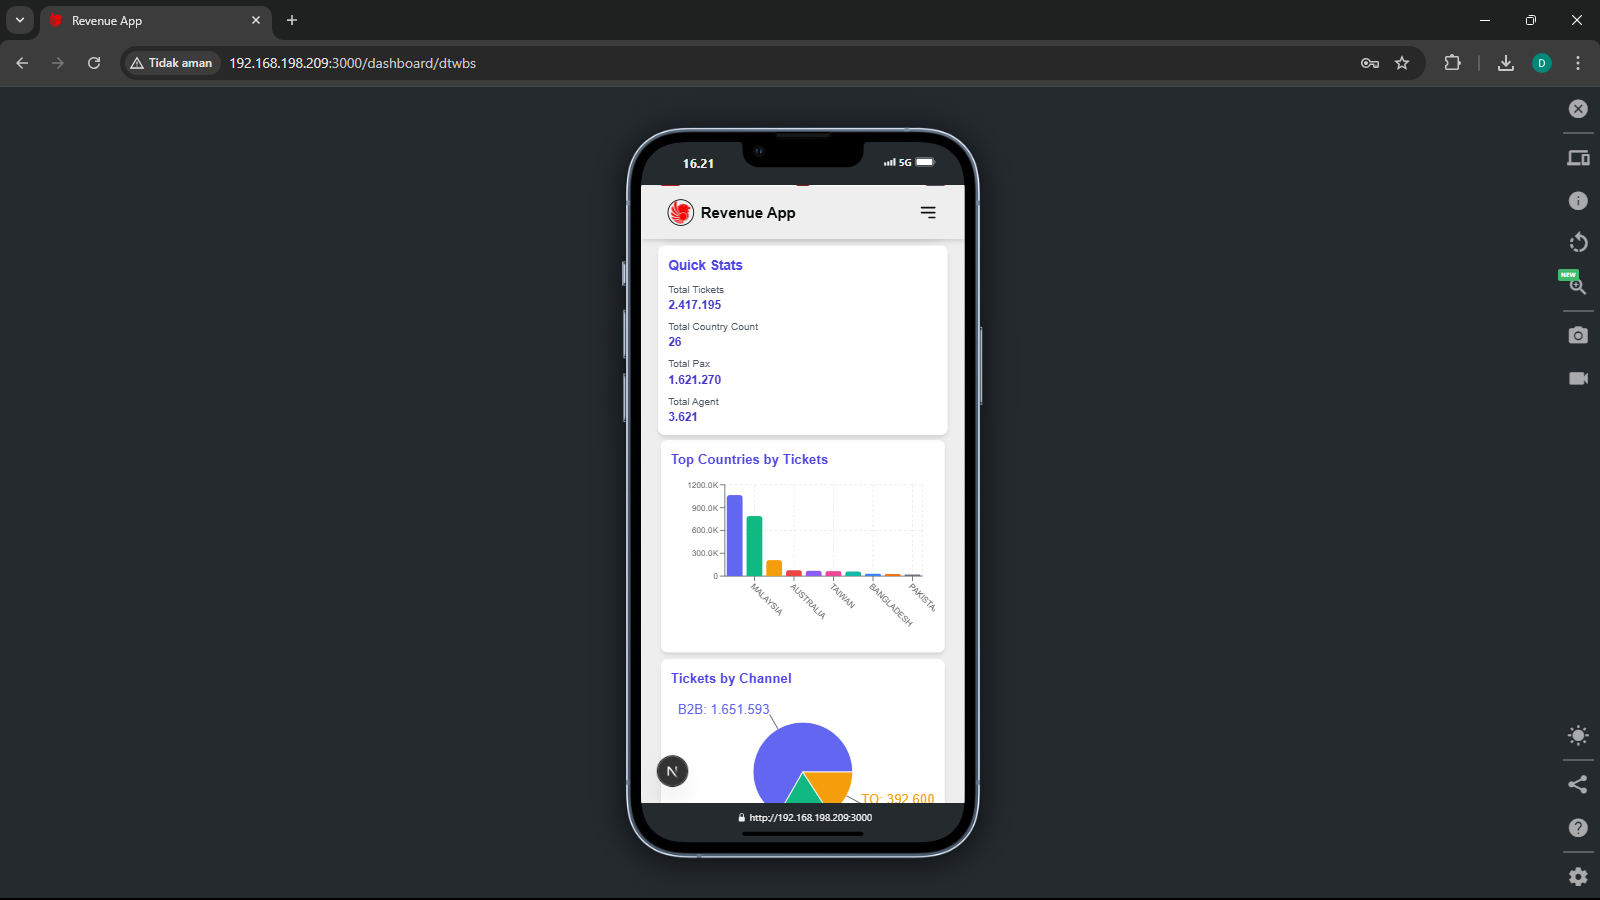 Revenue App
Tidak aman
192.168.198.209:3000/dashboard/dtwbs
D
NEW
16.21
5G
Revenue App
Quick Stats
Total Tickets
2.417.195
Total Country Count
26
Total Pax
1.621.270
Total Agent
3.621
Top Countries by Tickets
1200.0K
900.0K
600.0K
300.0K
0
MALAYSIA
AUSTRALIA
TAIWAN
BANGLADESH
PAKISTA
Tickets by Channel
B2B: 1.651.593
N
TO: 392.600
http://192.168.198.209:3000